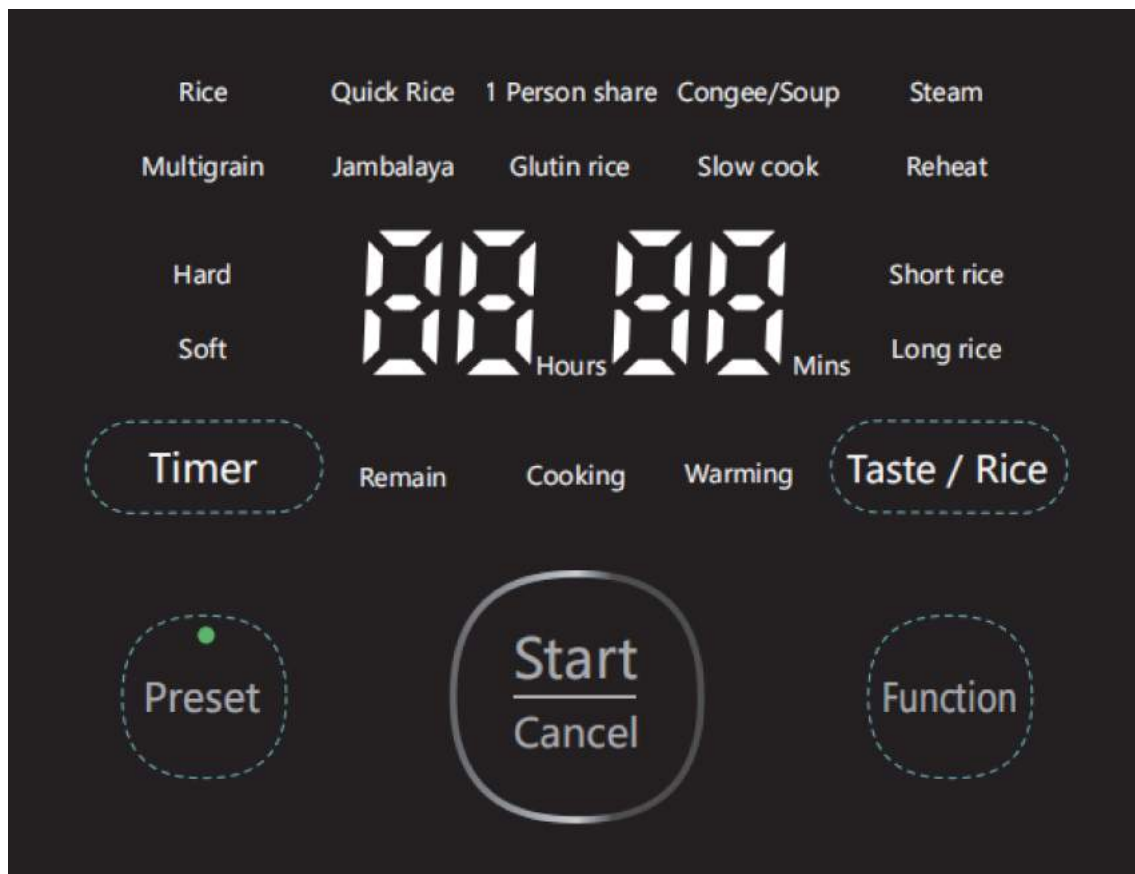 Rice Quick Rice 1 Person share Congee/Soup Steam
Multigrain Jambalaya Glutin rice Slow cook Reheat
Hard Short rice
88 88
Soft Hours Mins Long rice
Timer Remain Cooking Warming Taste / Rice
Preset Start Function
Cancel